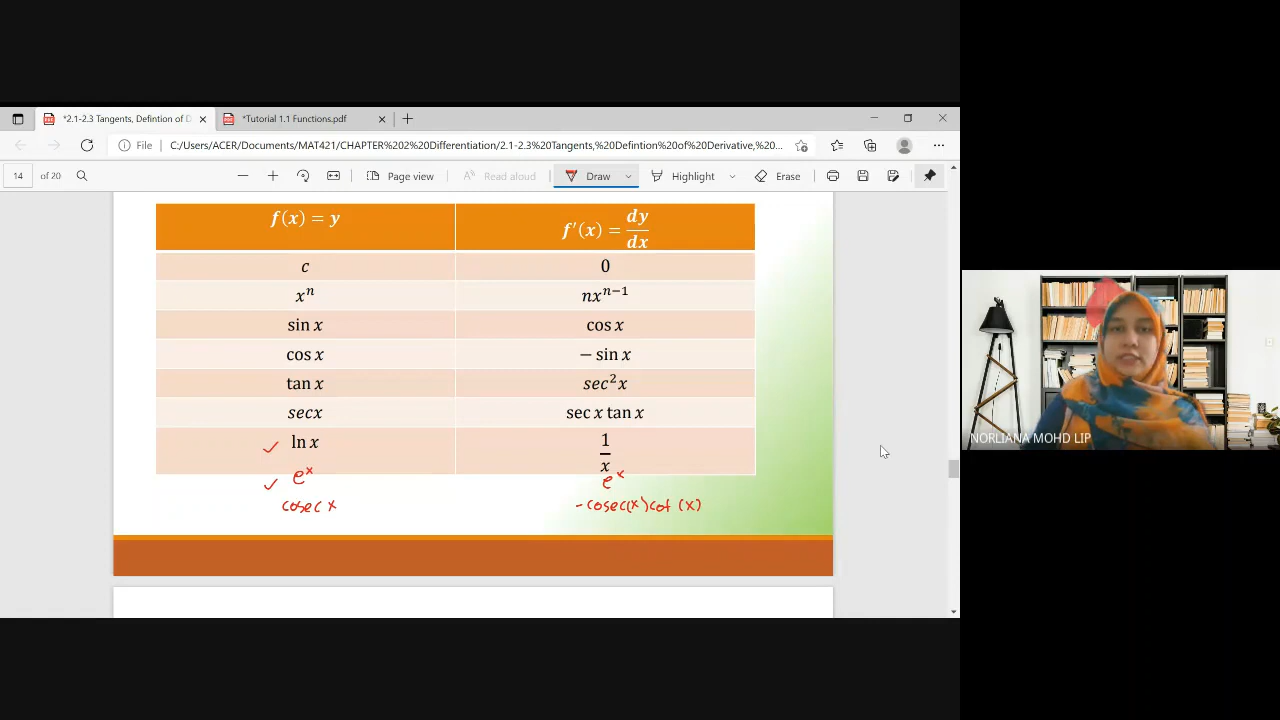 *2.1-2.3 Tangents, Defintion of D
*Tutorial 1.1 Functions.pdf
File C:/Users/ACER/Documents/MAT421/CHAPTER%202%20Differentiation/2.1-2.3%20Tangents,%20Defintion%20of%20Derivative,%20...
14 of 20 Page view Read aloud Draw Highlight Erase
f(x) = y f′(x) = dy/dx
c 0
xⁿ nxⁿ⁻¹
sin x cos x
cos x − sin x
tan x sec²x
secx sec x tan x
✓ ln x 1/x
✓ eˣ eˣ
cosec x -cosec(x)cot (x)
NORLIANA MOHD LIP